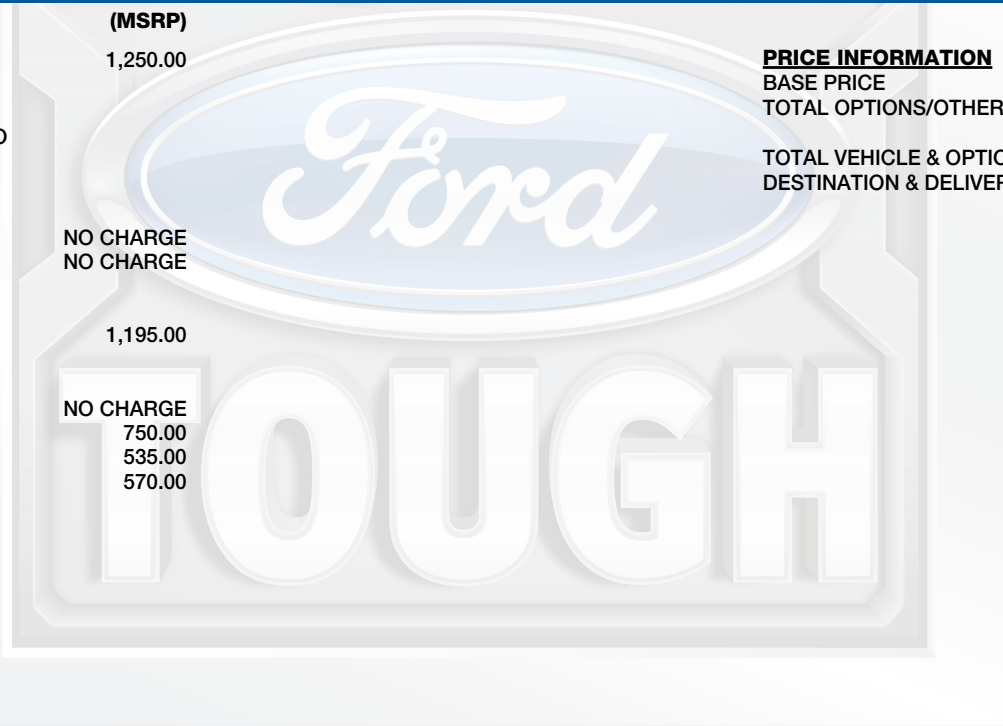 (MSRP)
1,250.00
NO CHARGE
NO CHARGE
1,195.00
NO CHARGE
750.00
535.00
570.00
PRICE INFORMATION
BASE PRICE
TOTAL OPTIONS/OTHER
TOTAL VEHICLE & OPTIO
DESTINATION & DELIVER
Ford
TOUGH